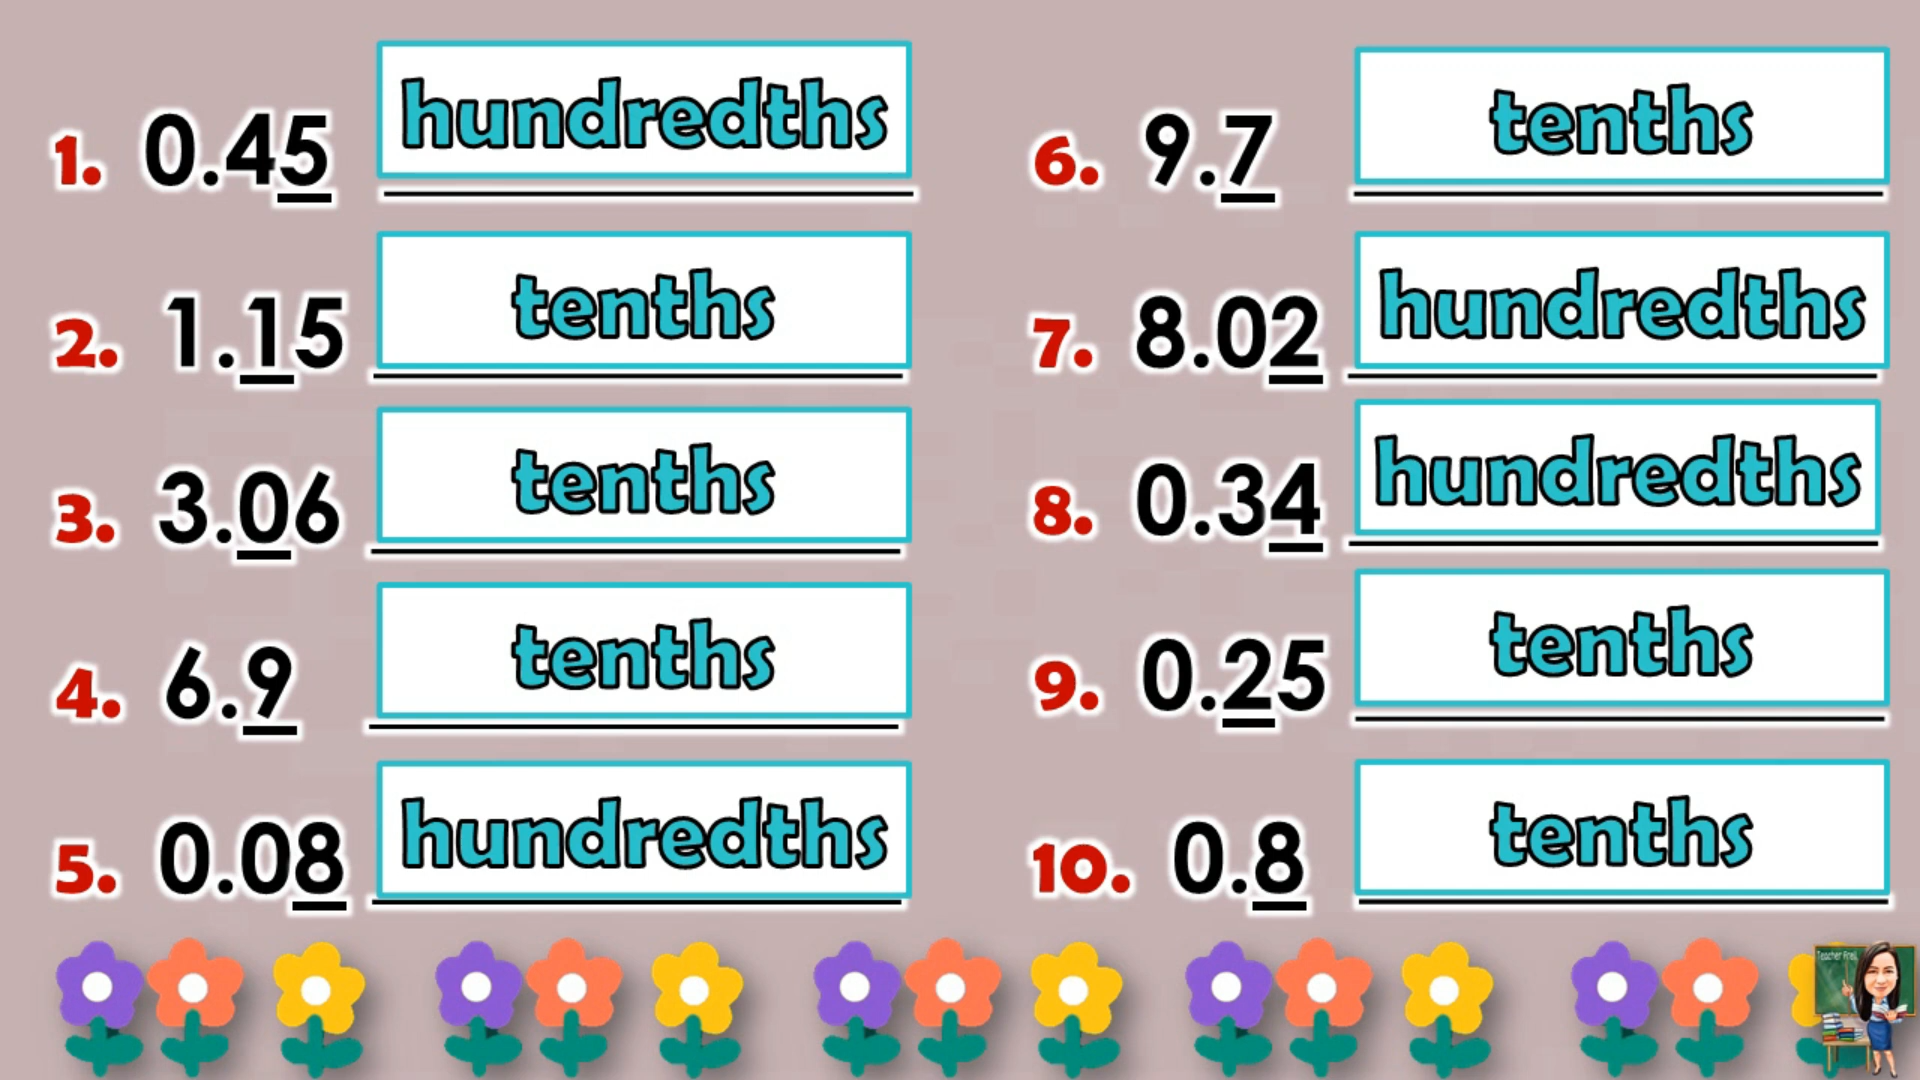 1. 0.45 hundredths
2. 1.15 tenths
3. 3.06 tenths
4. 6.9 tenths
5. 0.08 hundredths
6. 9.7 tenths
7. 8.02 hundredths
8. 0.34 hundredths
9. 0.25 tenths
10. 0.8 tenths